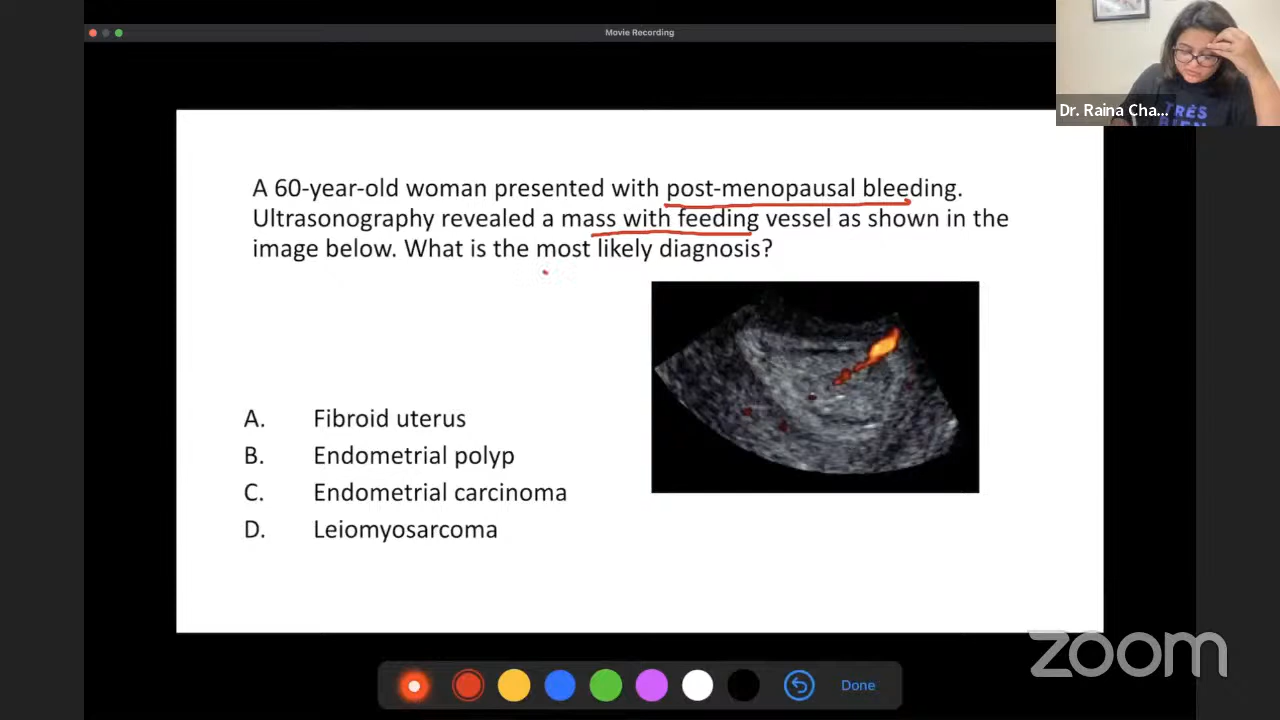 Movie Recording
Dr. Raina Cha...
TRÈS
BIEN
A 60-year-old woman presented with post-menopausal bleeding.
Ultrasonography revealed a mass with feeding vessel as shown in the
image below. What is the most likely diagnosis?
A. Fibroid uterus
B. Endometrial polyp
C. Endometrial carcinoma
D. Leiomyosarcoma
zoom
Done